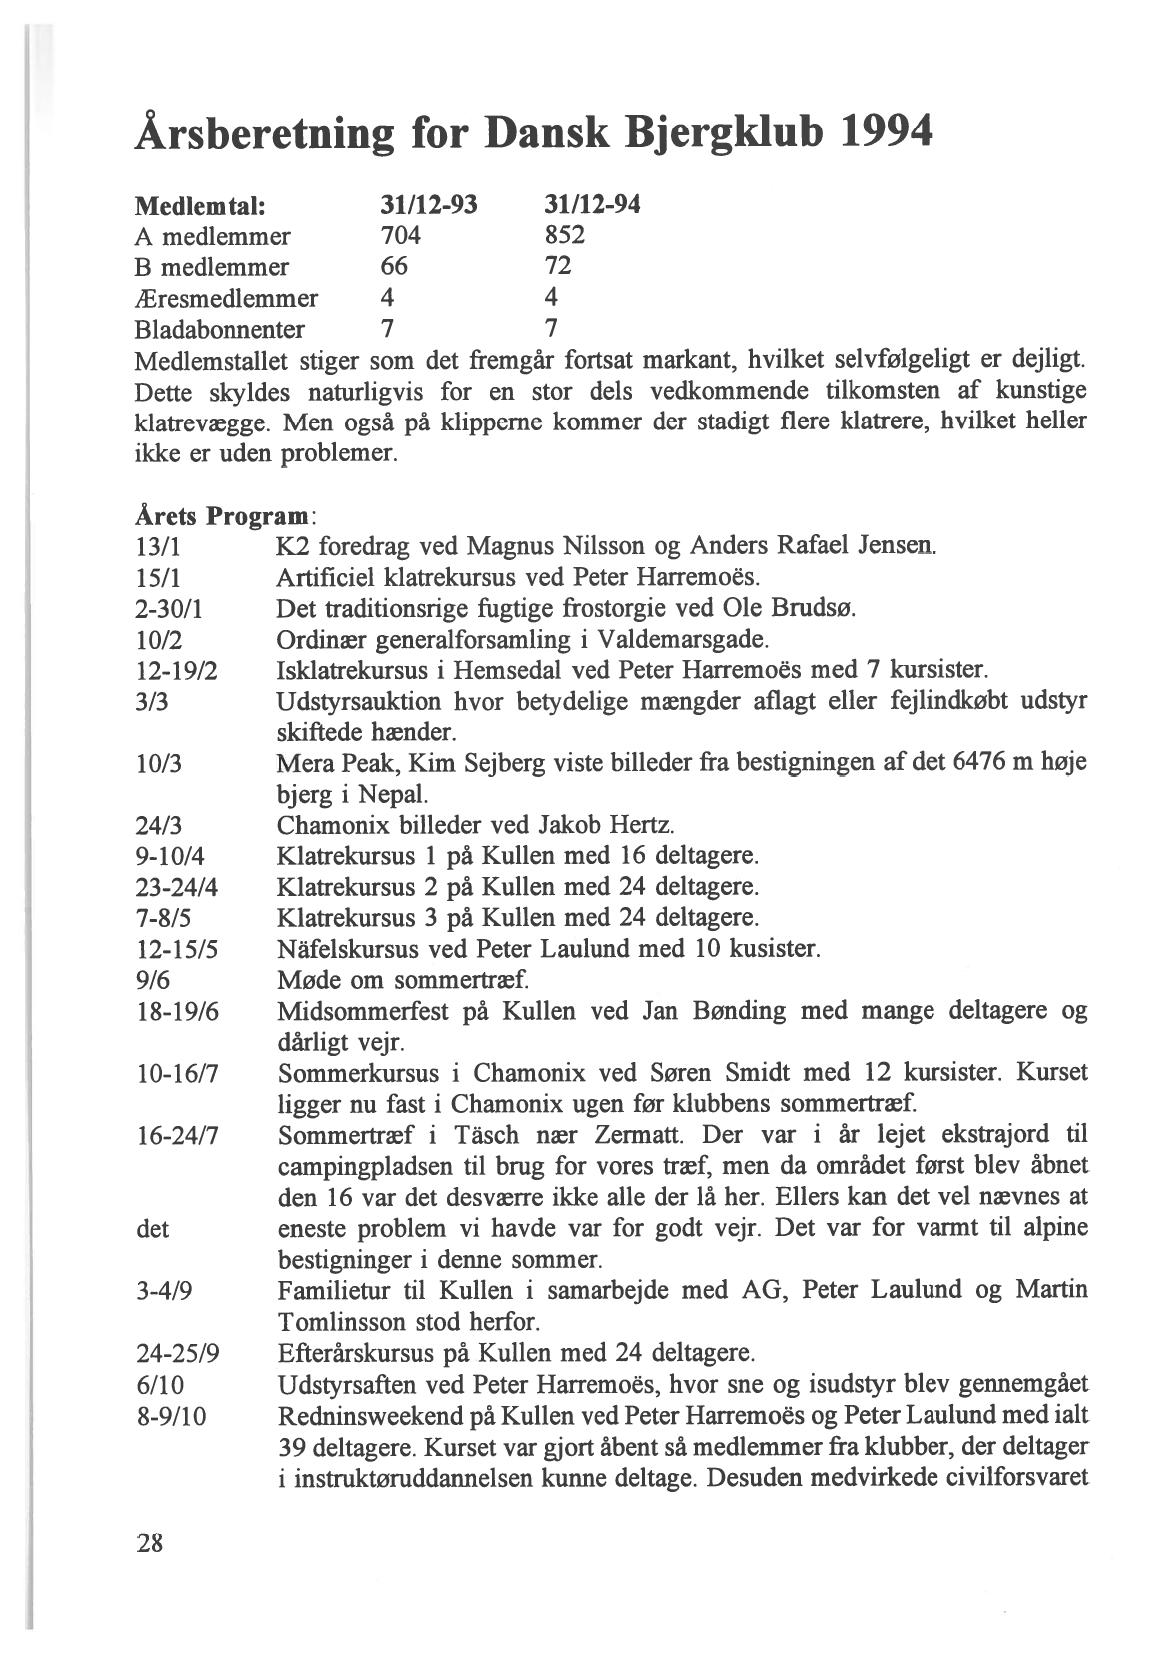 Årsberetning for Dansk Bjergklub 1994
Medlemtal: 31/12-93 31/12-94
A medlemmer 704 852
B medlemmer 66 72
Æresmedlemmer 4 4
Bladabonnenter 7 7
Medlemstallet stiger som det fremgår fortsat markant, hvilket selvfølgeligt er dejligt.
Dette skyldes naturligvis for en stor dels vedkommende tilkomsten af kunstige
klatrevægge. Men også på klipperne kommer der stadigt flere klatrere, hvilket heller
ikke er uden problemer.
Årets Program:
13/1 K2 foredrag ved Magnus Nilsson og Anders Rafael Jensen.
15/1 Artificiel klatrekursus ved Peter Harremoës.
2-30/1 Det traditionsrige fugtige frostorgie ved Ole Brudsø.
10/2 Ordinær generalforsamling i Valdemarsgade.
12-19/2 Isklatrekursus i Hemsedal ved Peter Harremoës med 7 kursister.
3/3 Udstyrsauktion hvor betydelige mængder aflagt eller fejlindkøbt udstyr
skiftede hænder.
10/3 Mera Peak, Kim Sejberg viste billeder fra bestigningen af det 6476 m høje
bjerg i Nepal.
24/3 Chamonix billeder ved Jakob Hertz.
9-10/4 Klatrekursus 1 på Kullen med 16 deltagere.
23-24/4 Klatrekursus 2 på Kullen med 24 deltagere.
7-8/5 Klatrekursus 3 på Kullen med 24 deltagere.
12-15/5 Näfelskursus ved Peter Laulund med 10 kusister.
9/6 Møde om sommertræf.
18-19/6 Midsommerfest på Kullen ved Jan Bønding med mange deltagere og
dårligt vejr.
10-16/7 Sommerkursus i Chamonix ved Søren Smidt med 12 kursister. Kurset
ligger nu fast i Chamonix ugen før klubbens sommertræf.
16-24/7 Sommertræf i Täsch nær Zermatt. Der var i år lejet ekstrajord til
campingpladsen til brug for vores træf, men da området først blev åbnet
den 16 var det desværre ikke alle der lå her. Ellers kan det vel nævnes at
det eneste problem vi havde var for godt vejr. Det var for varmt til alpine
bestigninger i denne sommer.
3-4/9 Familietur til Kullen i samarbejde med AG, Peter Laulund og Martin
Tomlinsson stod herfor.
24-25/9 Efterårskursus på Kullen med 24 deltagere.
6/10 Udstyrsaften ved Peter Harremoës, hvor sne og isudstyr blev gennemgået
8-9/10 Redninsweekend på Kullen ved Peter Harremoës og Peter Laulund med ialt
39 deltagere. Kurset var gjort åbent så medlemmer fra klubber, der deltager
i instruktøruddannelsen kunne deltage. Desuden medvirkede civilforsvaret
28